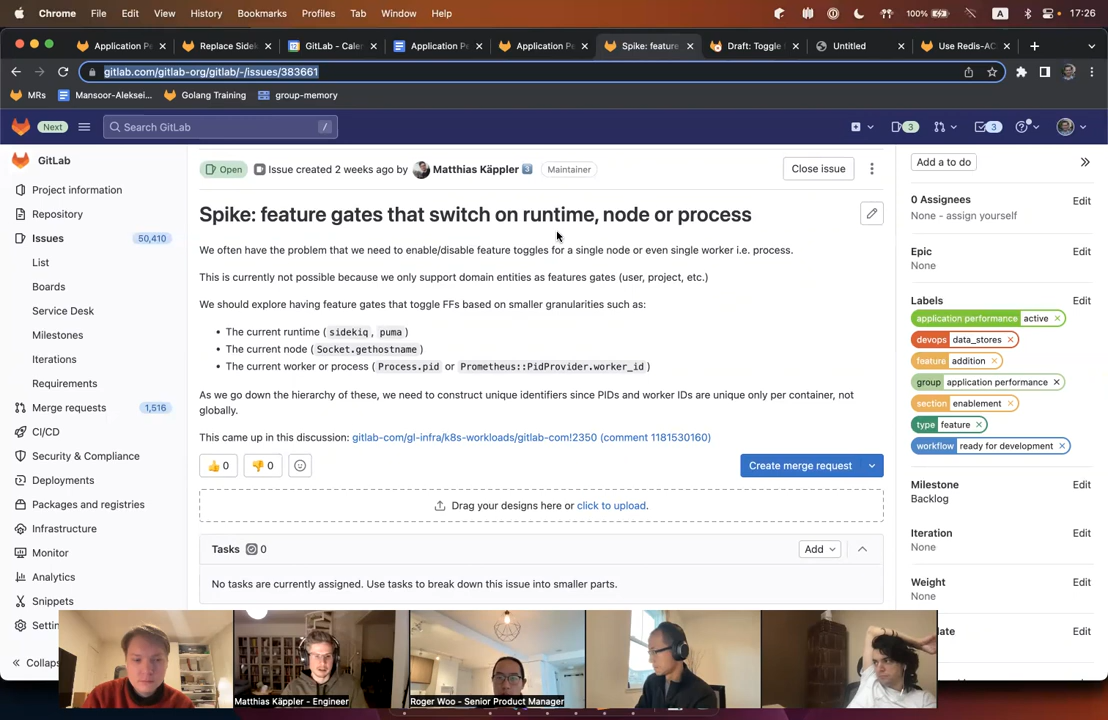 Chrome File Edit View History Bookmarks Profiles Tab Window Help 100% A 17:26
Application Pe Replace Sidek GitLab - Calen Application P Application P Spike: feature Draft: Toggle Untitled Use Redis-AC
gitlab.com/gitlab-org/gitlab/-/issues/383661
MRs Mansoor-Aleksei... Golang Training group-memory
Next Search GitLab / 3 3
GitLab
Project information
Repository
Issues 50,410
List
Boards
Service Desk
Milestones
Iterations
Requirements
Merge requests 1,516
CI/CD
Security & Compliance
Deployments
Packages and registries
Infrastructure
Monitor
Analytics
Snippets
Settin
Collaps
Open Issue created 2 weeks ago by Matthias Käppler 3 Maintainer Close issue
Spike: feature gates that switch on runtime, node or process
We often have the problem that we need to enable/disable feature toggles for a single node or even single worker i.e. process.
This is currently not possible because we only support domain entities as features gates (user, project, etc.)
We should explore having feature gates that toggle FFs based on smaller granularities such as:
• The current runtime ( sidekiq , puma )
• The current node ( Socket.gethostname )
• The current worker or process ( Process.pid or Prometheus::PidProvider.worker_id )
As we go down the hierarchy of these, we need to construct unique identifiers since PIDs and worker IDs are unique only per container, not
globally.
This came up in this discussion: gitlab-com/gl-infra/k8s-workloads/gitlab-com!2350 (comment 1181530160)
👍 0 👎 0 Create merge request
Drag your designs here or click to upload.
Tasks 0 Add
No tasks are currently assigned. Use tasks to break down this issue into smaller parts.
Add a to do
0 Assignees Edit
None - assign yourself
Epic Edit
None
Labels Edit
application performance active
devops data_stores
feature addition
group application performance
section enablement
type feature
workflow ready for development
Milestone Edit
Backlog
Iteration Edit
None
Weight Edit
None
Edit
Matthias Käppler - Engineer
Roger Woo - Senior Product Manager